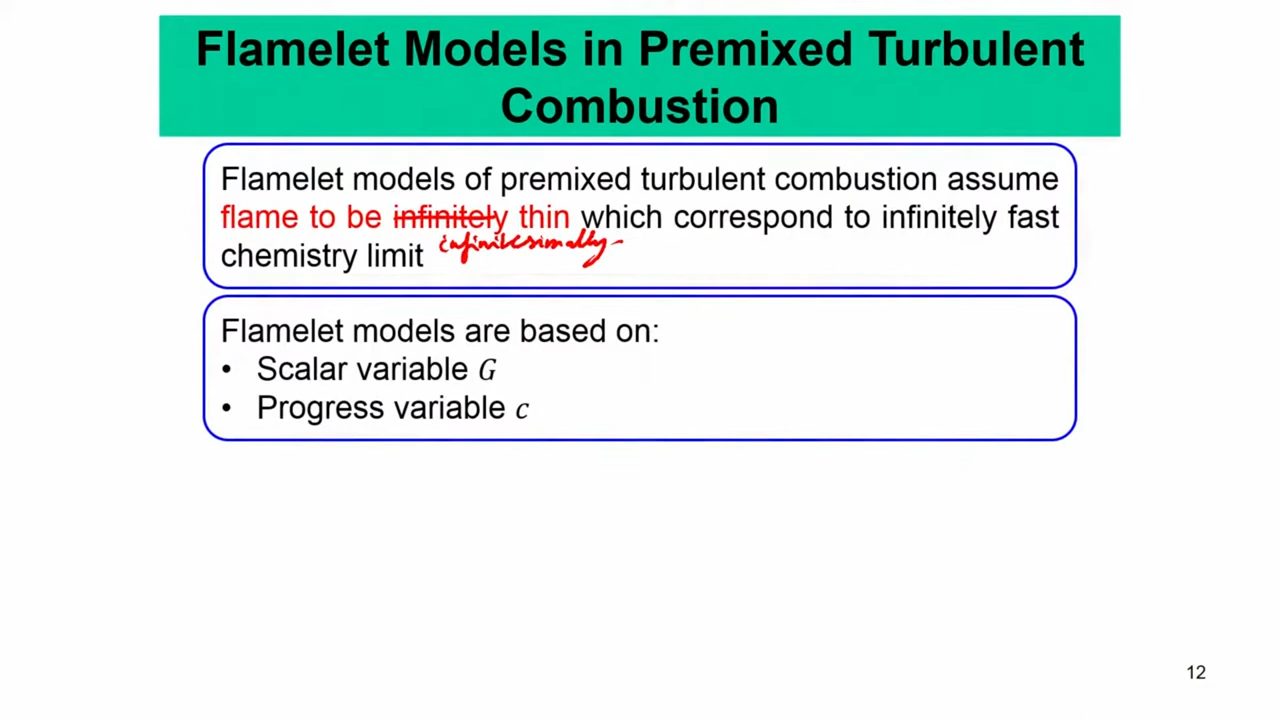 Flamelet Models in Premixed Turbulent
Combustion
Flamelet models of premixed turbulent combustion assume
flame to be infinitely thin which correspond to infinitely fast
infinitesimally
chemistry limit
Flamelet models are based on:
• Scalar variable G
• Progress variable c
12